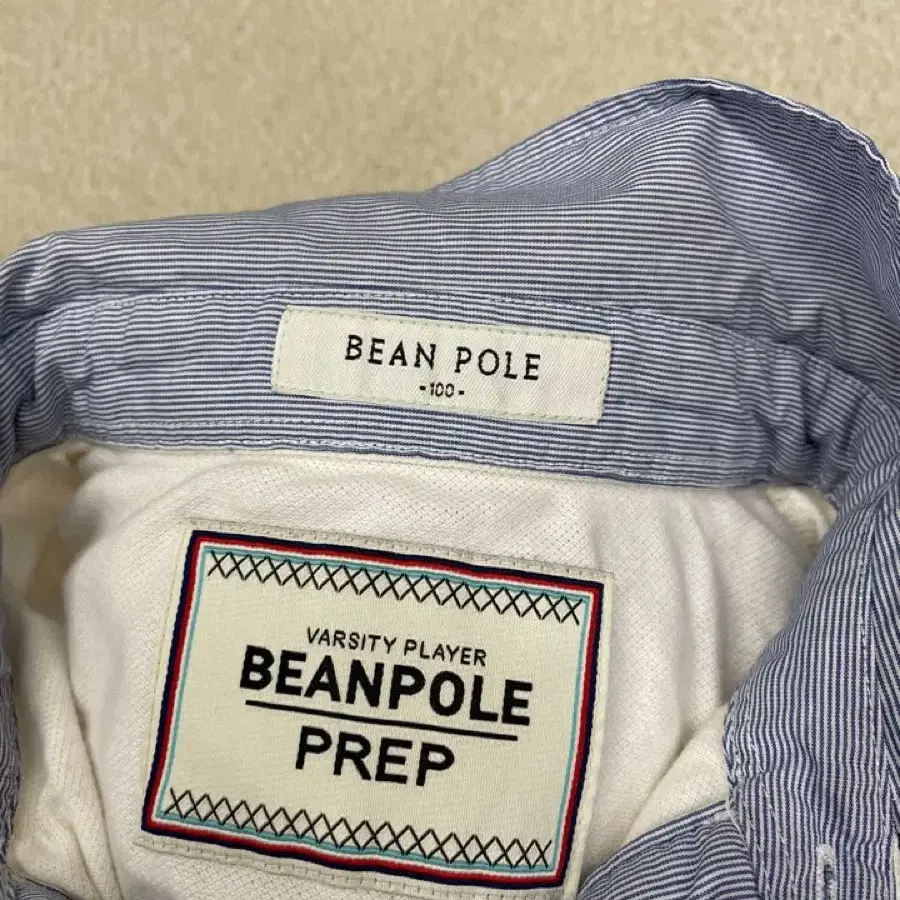 BEAN POLE
-100-
VARSITY PLAYER
BEANPOLE
PREP